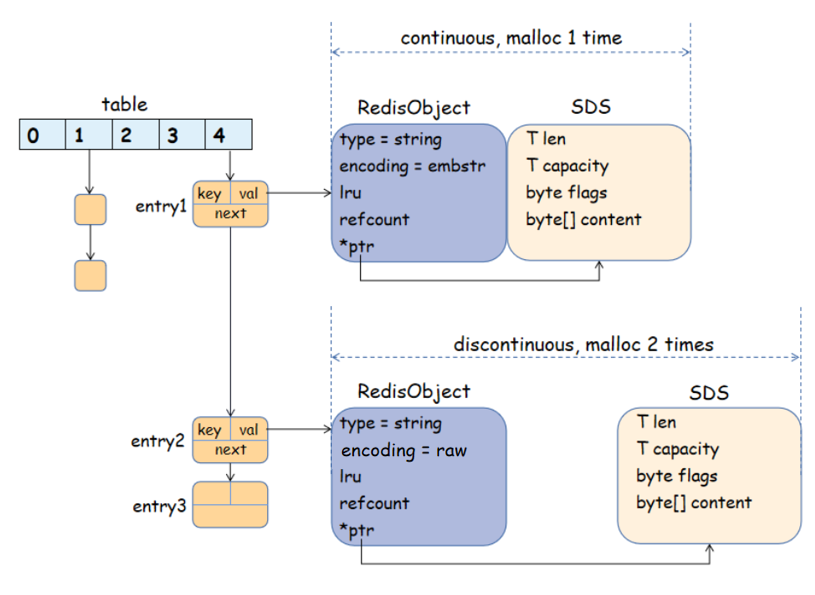 continuous, malloc 1 time
table
RedisObject
SDS
0 1 2 3 4
type = string
encoding = embstr
lru
refcount
*ptr
T len
T capacity
byte flags
byte[] content
entry1
key val
next
discontinuous, malloc 2 times
RedisObject
SDS
type = string
encoding = raw
lru
refcount
*ptr
T len
T capacity
byte flags
byte[] content
entry2
key val
next
entry3